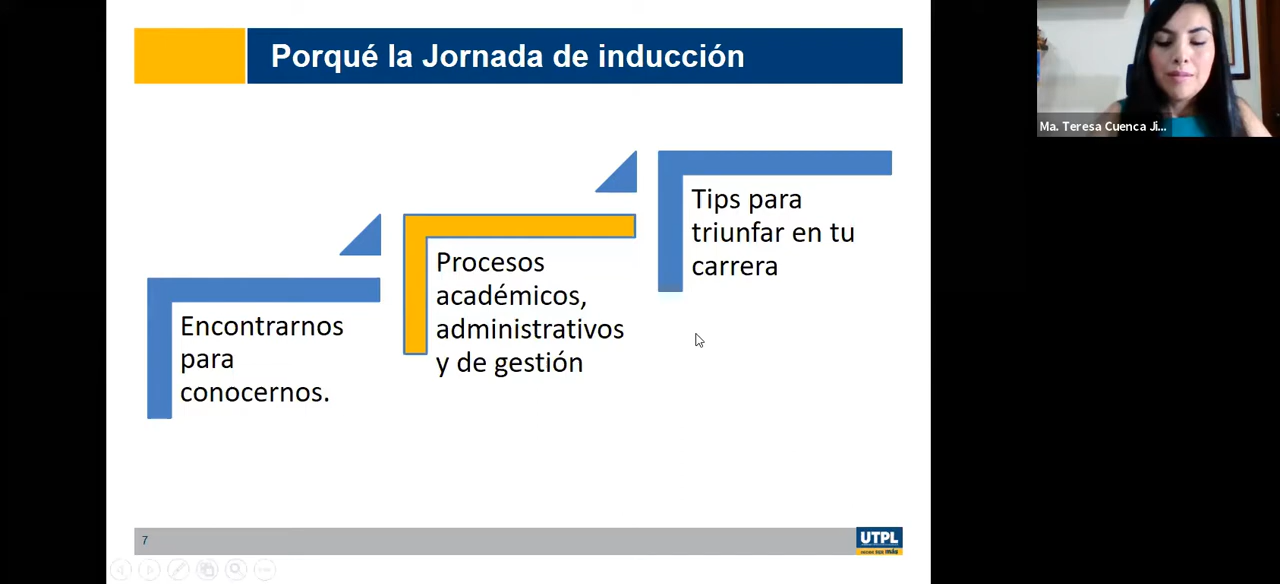 Porqué la Jornada de inducción
Ma. Teresa Cuenca Ji...
Tips para
triunfar en tu
carrera
Procesos
académicos,
administrativos
y de gestión
Encontrarnos
para
conocernos.
7
UTPL